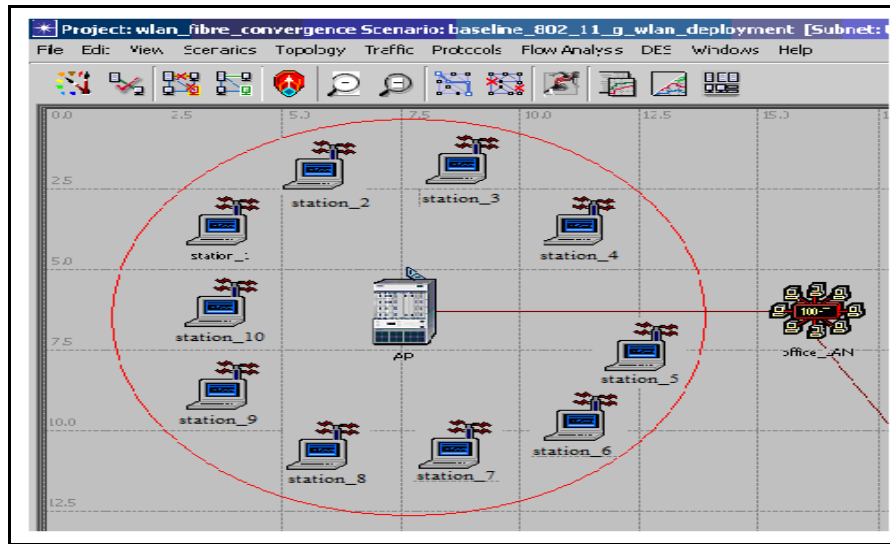 Project: wlan_fibre_convergence Scenario: baseline_802_11_g_wlan_deployment [Subnet:
File Edit View Scenarios Topology Traffic Protocols Flow Analysis DES Windows Help
0.0 2.5 5.0 7.5 10.0 12.5 15.0
2.5
station_2 station_3
station_1 station_4
5.0
station_10
7.5
AP office_LAN
station_5
station_9
10.0
station_6
station_8 station_7
12.5